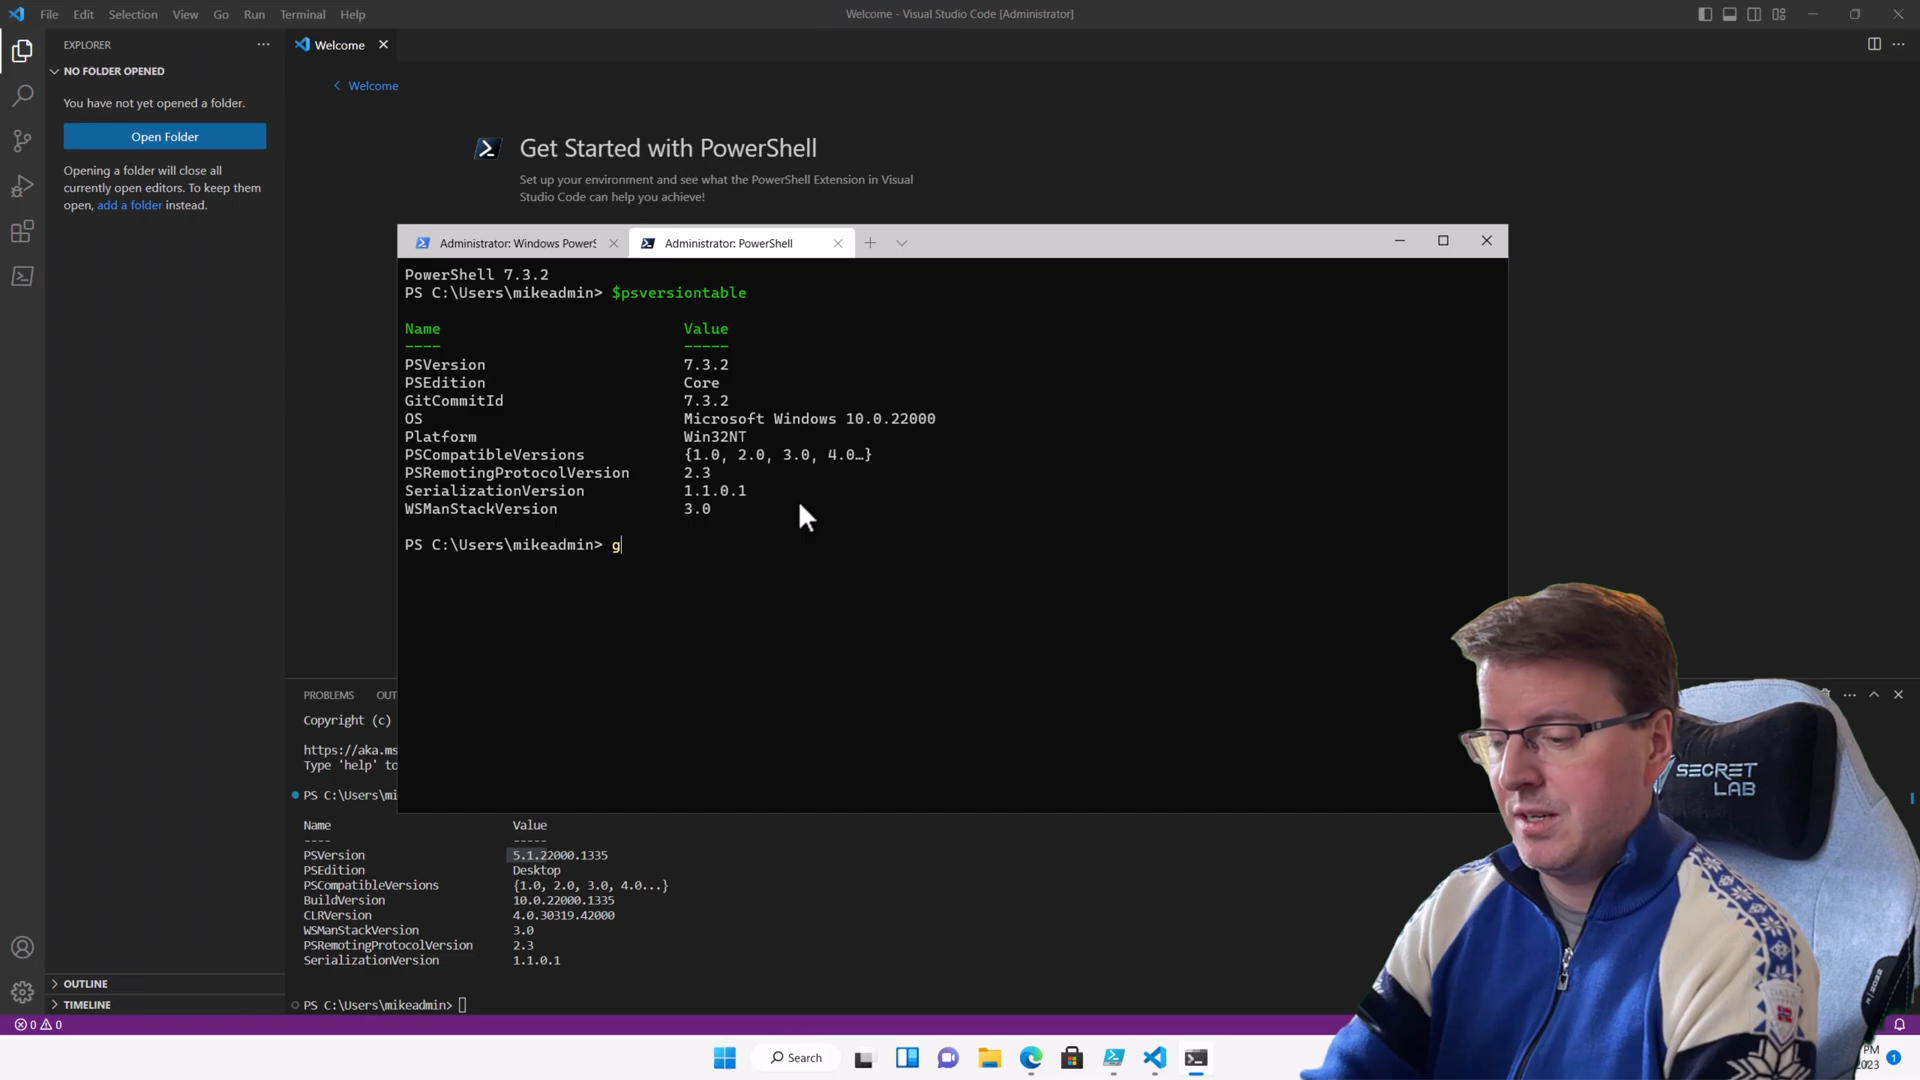 File Edit Selection View Go Run Terminal Help
Welcome - Visual Studio Code [Administrator]
EXPLORER
Welcome
NO FOLDER OPENED
You have not yet opened a folder.
Open Folder
Opening a folder will close all
currently open editors. To keep them
open, add a folder instead.
Welcome
Get Started with PowerShell
Set up your environment and see what the PowerShell Extension in Visual
Studio Code can help you achieve!
Administrator: Windows PowerS
Administrator: PowerShell
PowerShell 7.3.2
PS C:\Users\mikeadmin> $psversiontable
Name Value
---- -----
PSVersion 7.3.2
PSEdition Core
GitCommitId 7.3.2
OS Microsoft Windows 10.0.22000
Platform Win32NT
PSCompatibleVersions {1.0, 2.0, 3.0, 4.0…}
PSRemotingProtocolVersion 2.3
SerializationVersion 1.1.0.1
WSManStackVersion 3.0
PS C:\Users\mikeadmin> g
PROBLEMS OUT
Copyright (c)
https://aka.ms
Type 'help' to
PS C:\Users\mi
Name Value
---- -----
PSVersion 5.1.22000.1335
PSEdition Desktop
PSCompatibleVersions {1.0, 2.0, 3.0, 4.0...}
BuildVersion 10.0.22000.1335
CLRVersion 4.0.30319.42000
WSManStackVersion 3.0
PSRemotingProtocolVersion 2.3
SerializationVersion 1.1.0.1
PS C:\Users\mikeadmin>
OUTLINE
TIMELINE
0 0
Search
PM
2023
1
SECRET
LAB